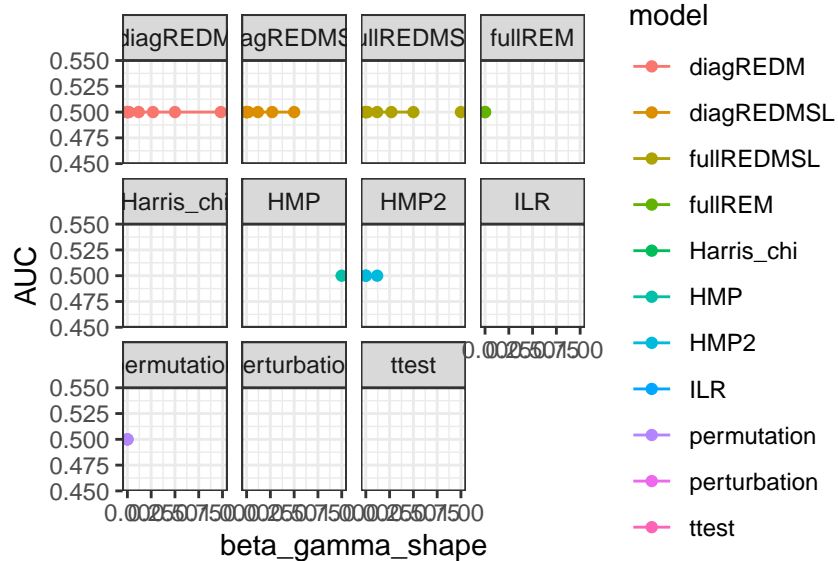 model
diagREDM
agREDMS
ullREDMS
fullREM
0.550
0.525
0.500
0.475
0.450
Harris_chi
HMP
HMP2
ILR
0.550
0.525
0.500
0.475
0.450
ermutation
erturbation
ttest
0.550
0.525
0.500
0.475
0.450
AUC
beta_gamma_shape
diagREDM
diagREDMSL
fullREDMSL
fullREM
Harris_chi
HMP
HMP2
ILR
permutation
perturbation
ttest